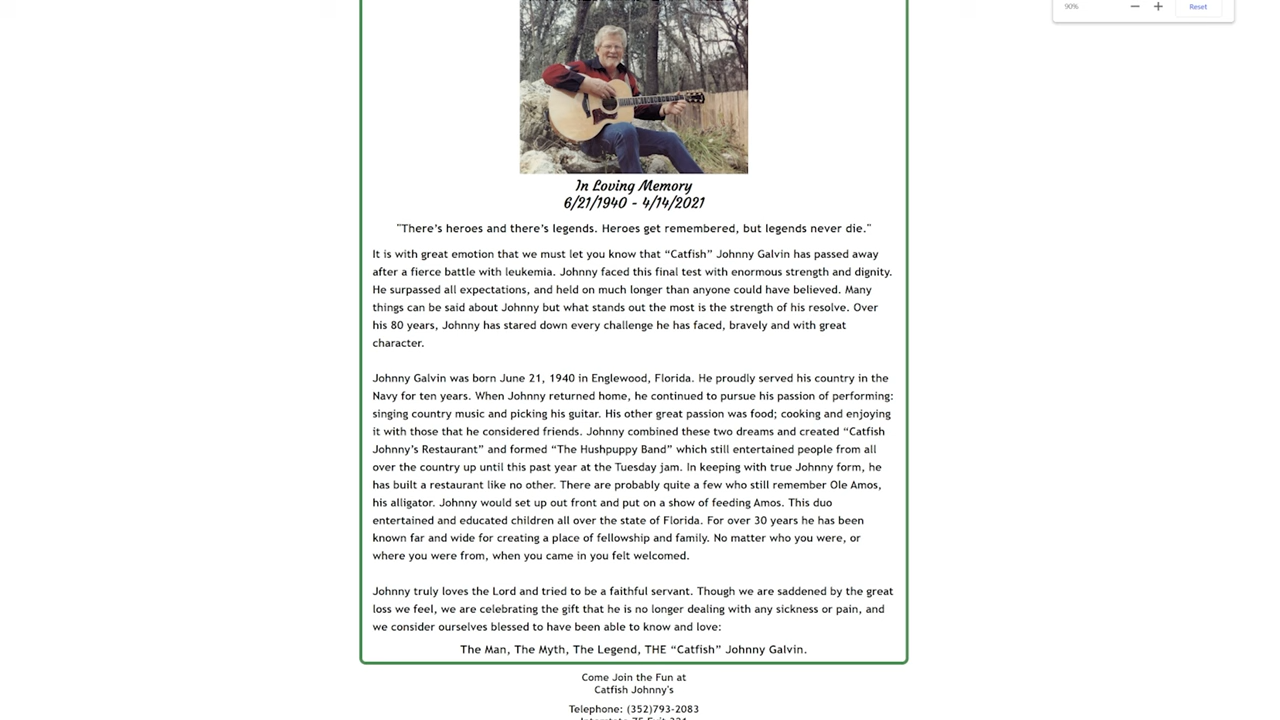 90%
Reset
In Loving Memory
6/21/1940 - 4/14/2021
"There's heroes and there's legends. Heroes get remembered, but legends never die."
It is with great emotion that we must let you know that “Catfish” Johnny Galvin has passed away
after a fierce battle with leukemia. Johnny faced this final test with enormous strength and dignity.
He surpassed all expectations, and held on much longer than anyone could have believed. Many
things can be said about Johnny but what stands out the most is the strength of his resolve. Over
his 80 years, Johnny has stared down every challenge he has faced, bravely and with great
character.
Johnny Galvin was born June 21, 1940 in Englewood, Florida. He proudly served his country in the
Navy for ten years. When Johnny returned home, he continued to pursue his passion of performing:
singing country music and picking his guitar. His other great passion was food; cooking and enjoying
it with those that he considered friends. Johnny combined these two dreams and created “Catfish
Johnny’s Restaurant” and formed “The Hushpuppy Band” which still entertained people from all
over the country up until this past year at the Tuesday jam. In keeping with true Johnny form, he
has built a restaurant like no other. There are probably quite a few who still remember Ole Amos,
his alligator. Johnny would set up out front and put on a show of feeding Amos. This duo
entertained and educated children all over the state of Florida. For over 30 years he has been
known far and wide for creating a place of fellowship and family. No matter who you were, or
where you were from, when you came in you felt welcomed.
Johnny truly loves the Lord and tried to be a faithful servant. Though we are saddened by the great
loss we feel, we are celebrating the gift that he is no longer dealing with any sickness or pain, and
we consider ourselves blessed to have been able to know and love:
The Man, The Myth, The Legend, THE “Catfish” Johnny Galvin.
Come Join the Fun at
Catfish Johnny's
Telephone: (352)793-2083
Interstate 75 Exit 321